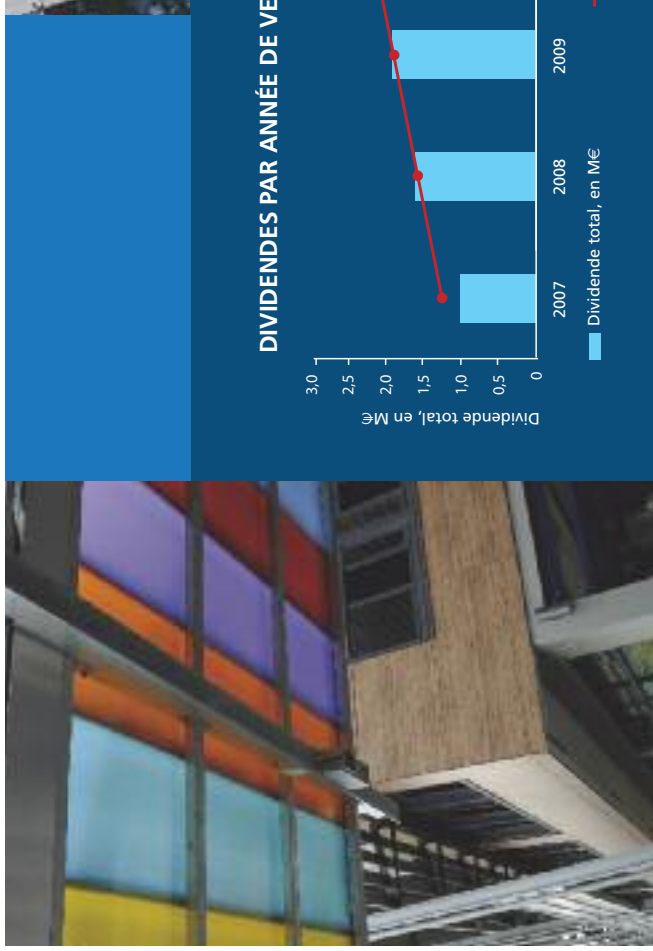 DIVIDENDES PAR ANNÉE DE VE
Dividende total, en M€
3,0
2,5
2,0
1,5
1,0
0,5
0
2007 2008 2009
Dividende total, en M€